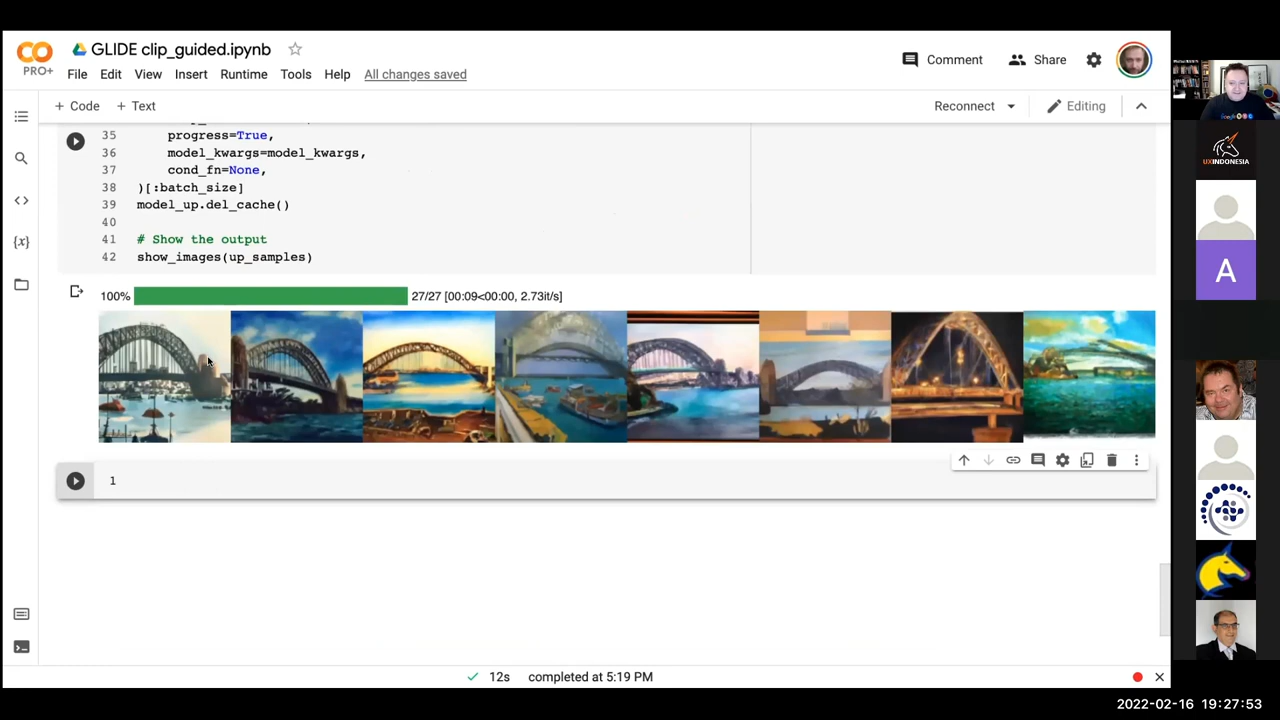 CO
PRO+
GLIDE clip_guided.ipynb
File Edit View Insert Runtime Tools Help All changes saved
Comment Share
+ Code + Text
Reconnect Editing
35 progress=True,
36 model_kwargs=model_kwargs,
37 cond_fn=None,
38 )[:batch_size]
39 model_up.del_cache()
40
41 # Show the output
42 show_images(up_samples)
100% 27/27 [00:09<00:00, 2.73it/s]
1
12s completed at 5:19 PM
UXINDONESIA
A
2022-02-16 19:27:53